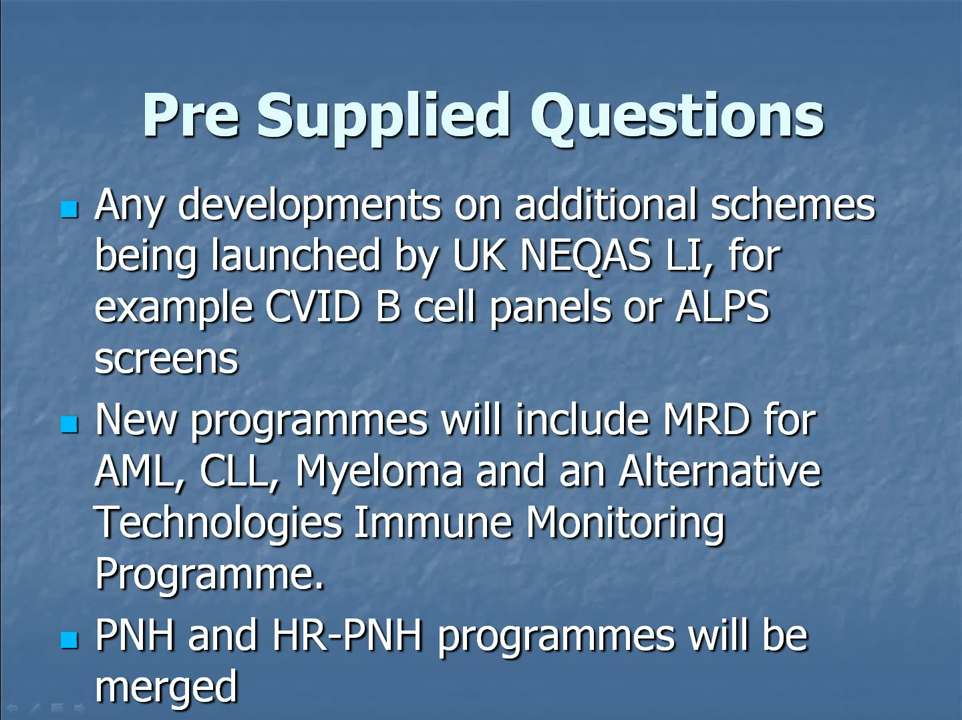 Pre Supplied Questions
Any developments on additional schemes
being launched by UK NEQAS LI, for
example CVID B cell panels or ALPS
screens
New programmes will include MRD for
AML, CLL, Myeloma and an Alternative
Technologies Immune Monitoring
Programme.
PNH and HR-PNH programmes will be
merged